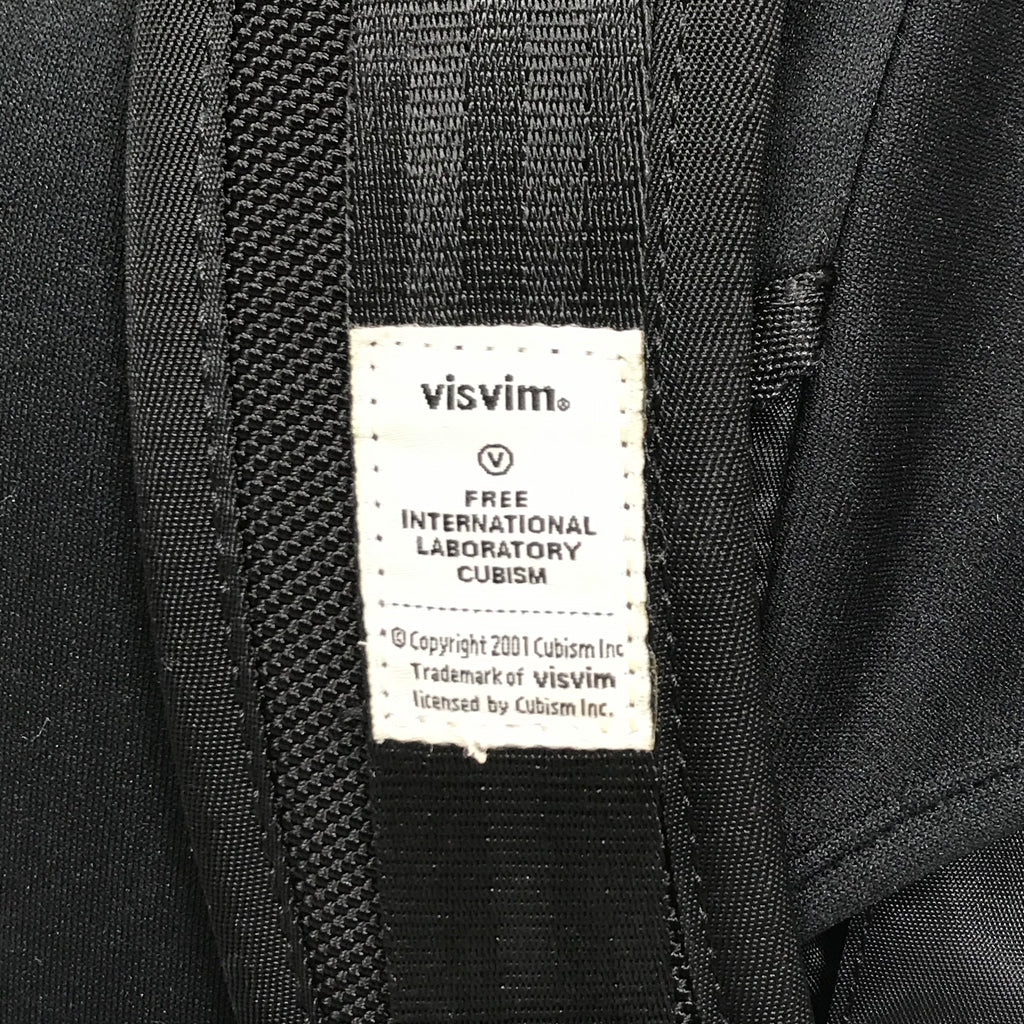 visvim®
V
FREE
INTERNATIONAL
LABORATORY
CUBISM
© Copyright 2001 Cubism Inc
Trademark of visvim
licensed by Cubism Inc.